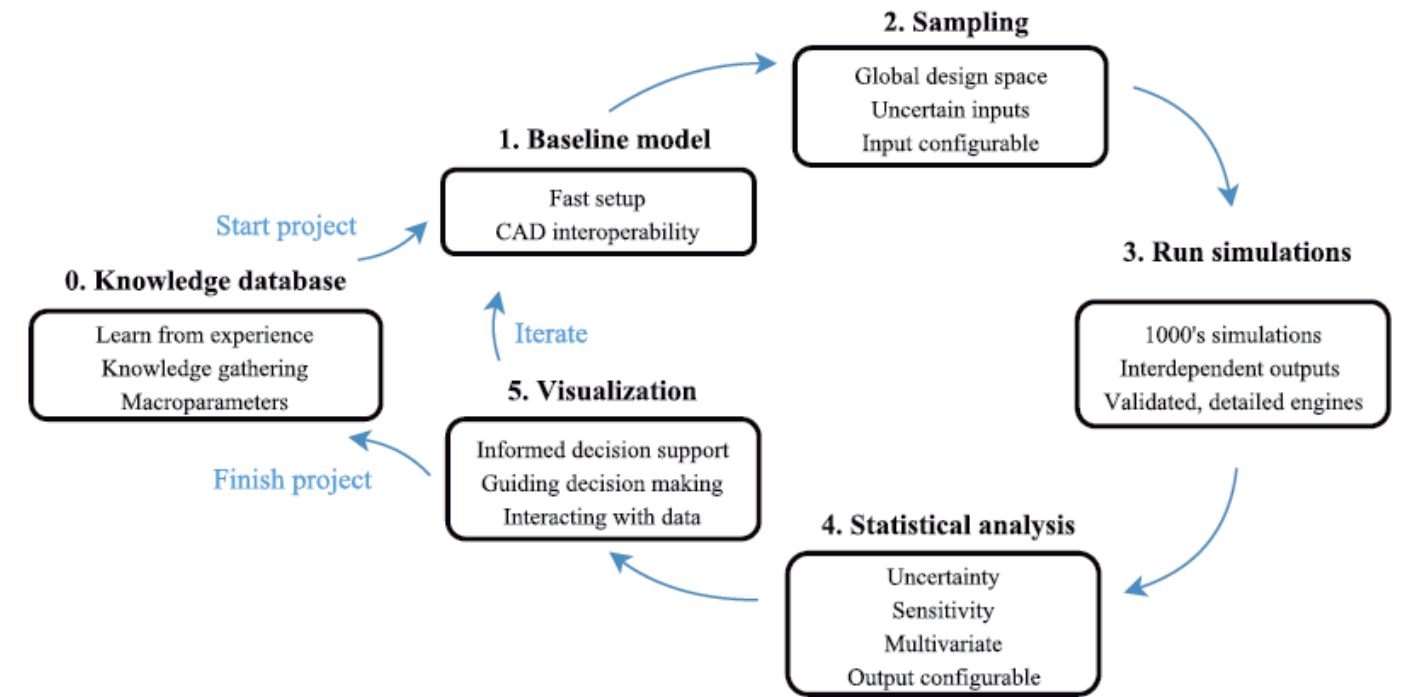 2. Sampling
Global design space
Uncertain inputs
Input configurable
1. Baseline model
Fast setup
CAD interoperability
Start project
0. Knowledge database
Learn from experience
Knowledge gathering
Macroparameters
3. Run simulations
1000's simulations
Interdependent outputs
Validated, detailed engines
Iterate
5. Visualization
Informed decision support
Guiding decision making
Interacting with data
Finish project
4. Statistical analysis
Uncertainty
Sensitivity
Multivariate
Output configurable